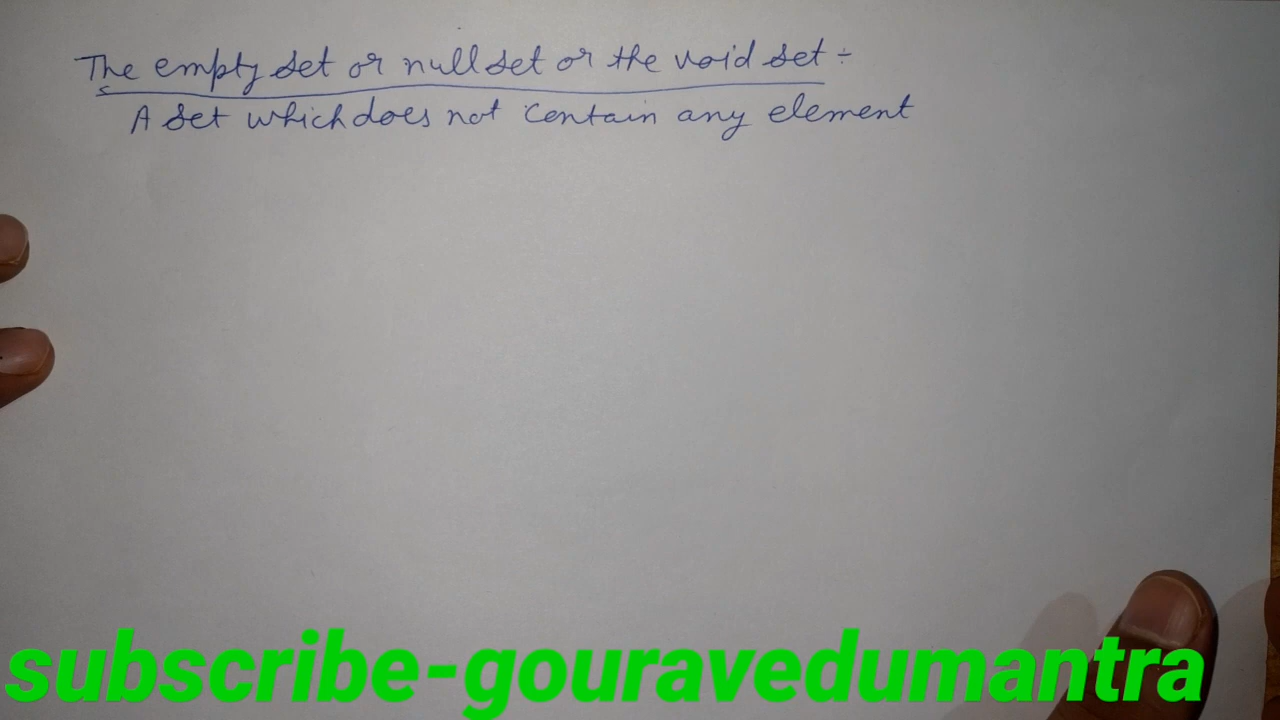 The empty set or null set or the void set ÷
A set which does not contain any element
subscribe-gouravedumantra